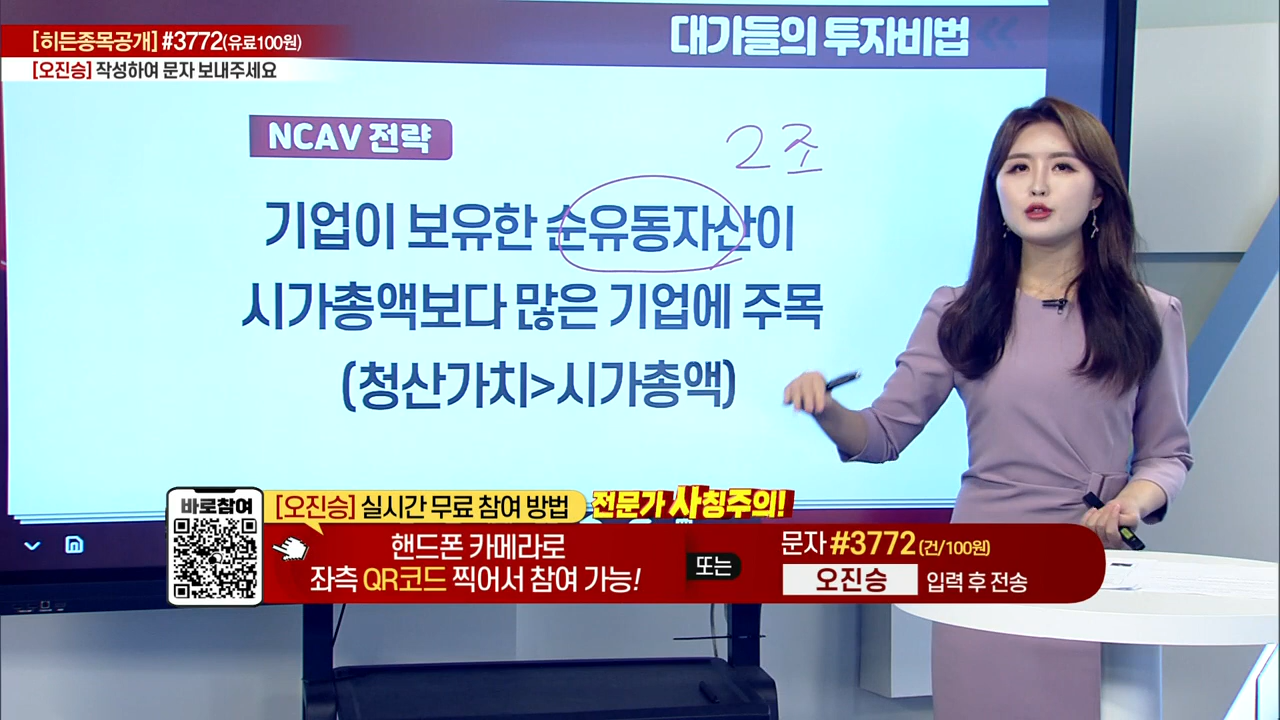 [히든종목공개] #3772(유료100원)
[오진승] 작성하여 문자 보내주세요
대가들의 투자비법
NCAV 전략
2조
기업이 보유한 순유동자산이
시가총액보다 많은 기업에 주목
(청산가치>시가총액)
바로참여
[오진승] 실시간 무료 참여 방법
전문가 사칭주의!
핸드폰 카메라로
좌측 QR코드 찍어서 참여 가능!
또는
문자 #3772 (건/100원)
오진승 입력 후 전송